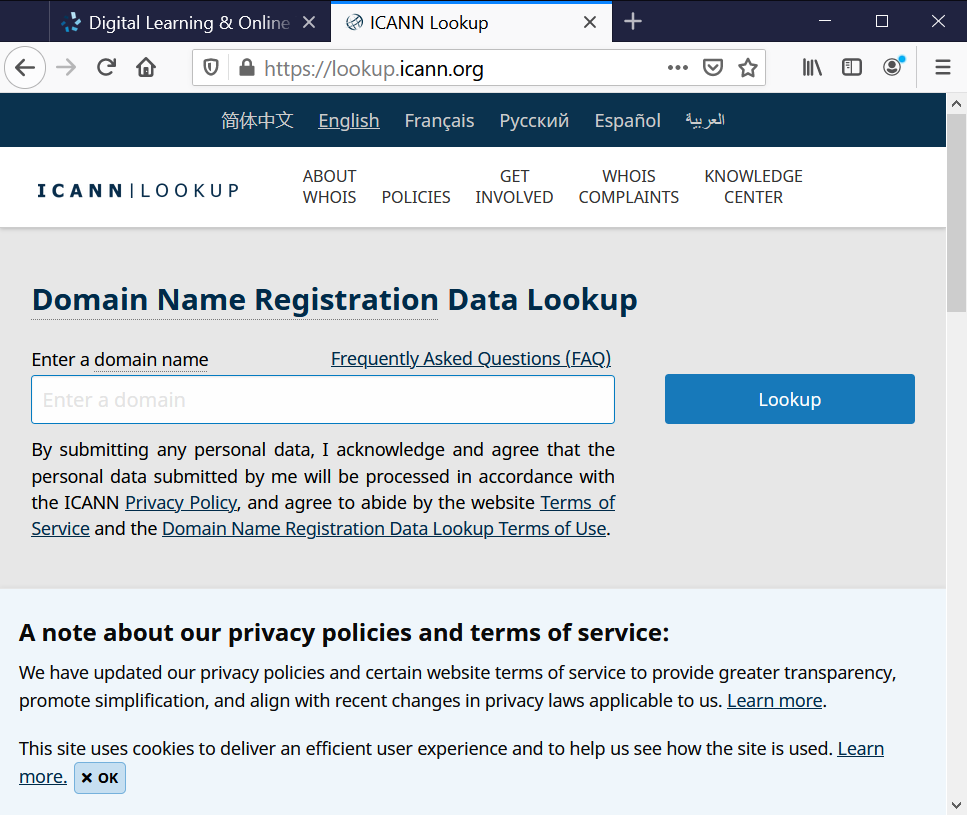 Digital Learning & Online
ICANN Lookup
https://lookup.icann.org
简体中文 English Français Русский Español العربية
ICANN|LOOKUP
ABOUT WHOIS
POLICIES
GET INVOLVED
WHOIS COMPLAINTS
KNOWLEDGE CENTER
Domain Name Registration Data Lookup
Enter a domain name Frequently Asked Questions (FAQ)
Enter a domain Lookup
By submitting any personal data, I acknowledge and agree that the
personal data submitted by me will be processed in accordance with
the ICANN Privacy Policy, and agree to abide by the website Terms of
Service and the Domain Name Registration Data Lookup Terms of Use.
A note about our privacy policies and terms of service:
We have updated our privacy policies and certain website terms of service to provide greater transparency,
promote simplification, and align with recent changes in privacy laws applicable to us. Learn more.
This site uses cookies to deliver an efficient user experience and to help us see how the site is used. Learn
more. × OK